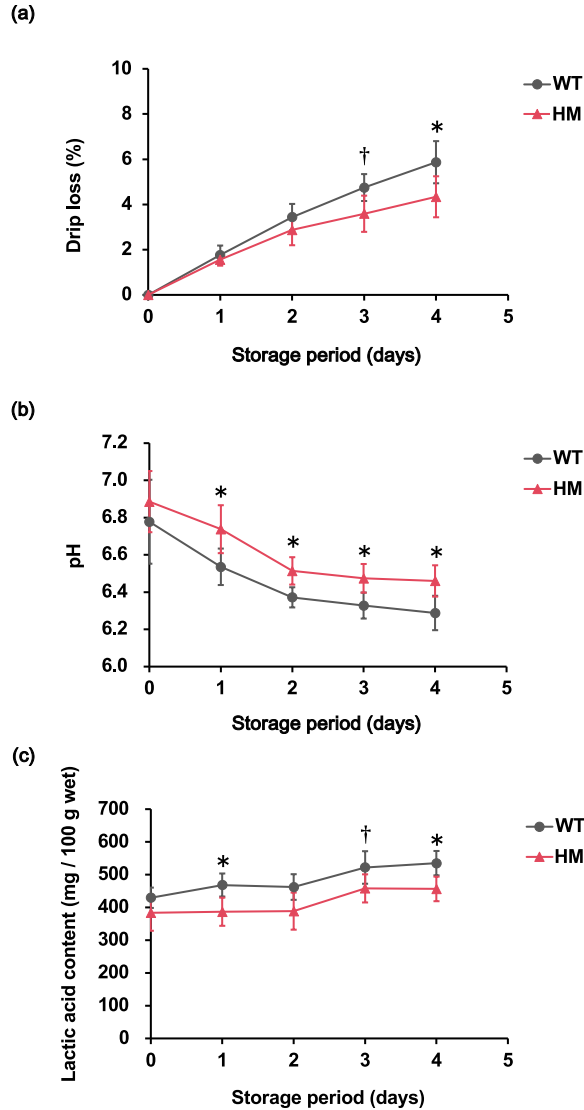 (a)
Drip loss (%)
10
8
6
4
2
0
†
*
WT
HM
0 1 2 3 4 5
Storage period (days)
(b)
pH
7.2
7.0
6.8
6.6
6.4
6.2
6.0
* * * *
WT
HM
0 1 2 3 4 5
Storage period (days)
(c)
Lactic acid content (mg / 100 g wet)
700
600
500
400
300
200
100
0
*
†
*
WT
HM
0 1 2 3 4 5
Storage period (days)